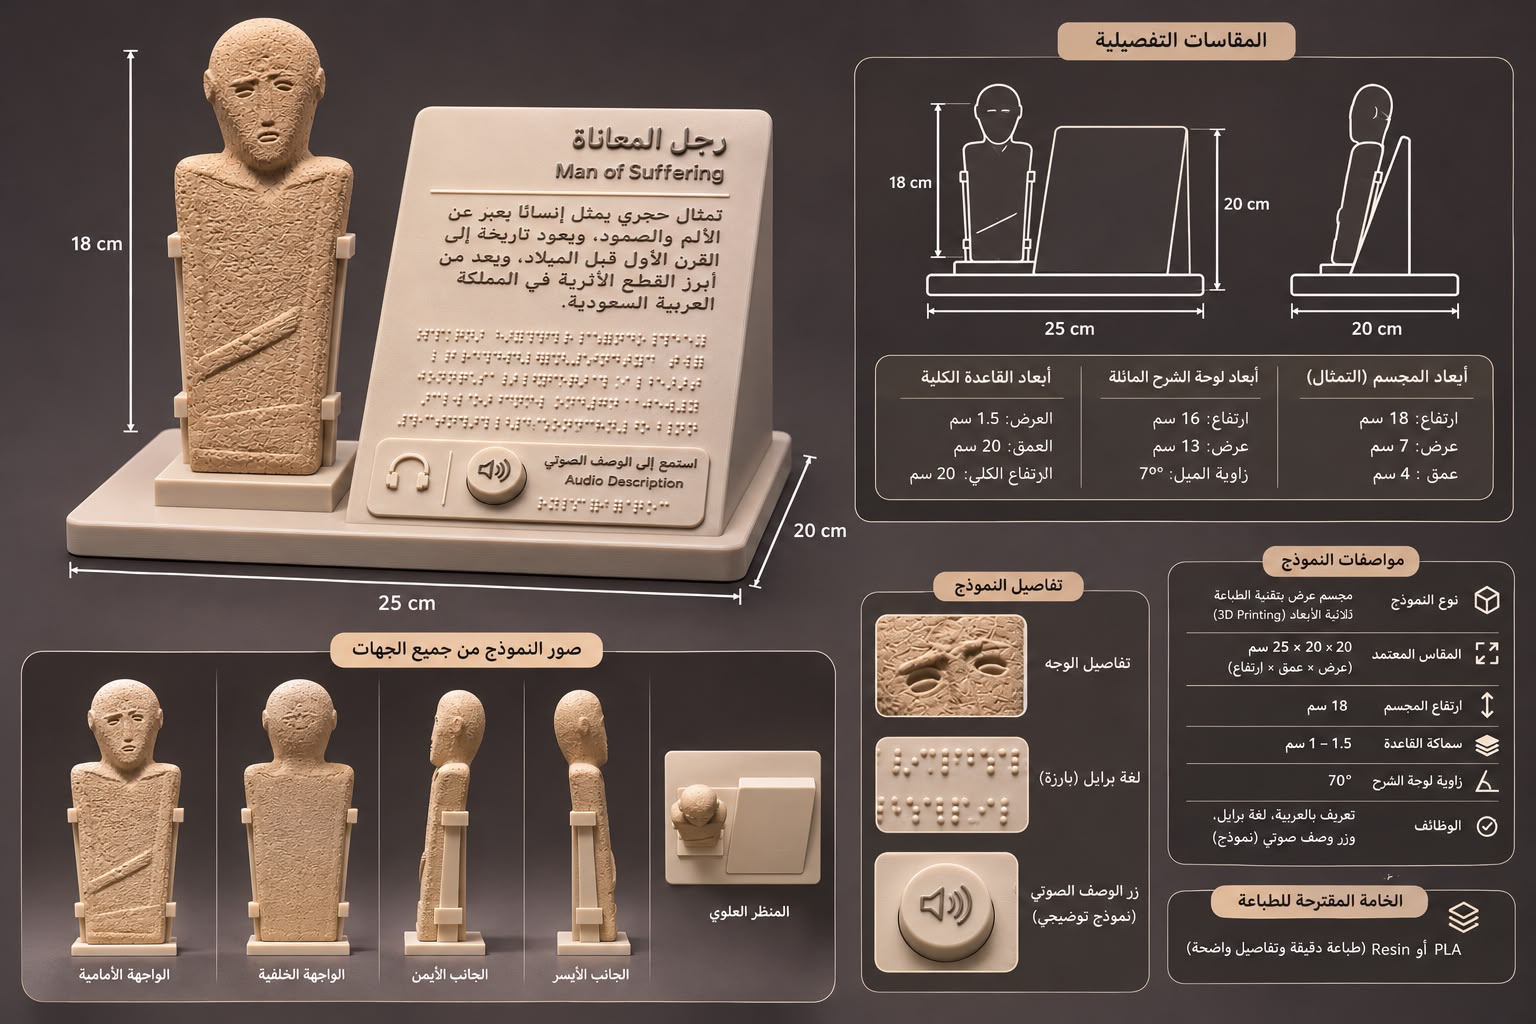 18 cm
رجل المعاناة
Man of Suffering
تمثال حجري يمثل إنسانًا يعبر عن
الألم والصمود، ويعود تاريخة إلى
القرن الأول قبل الميلاد، ويعد من
أبرز القطع الأثرية في المملكة
العربية السعودية.
استمع إلى الوصف الصوتي
Audio Description
20 cm
25 cm
المقاسات التفصيلية
18 cm
20 cm
25 cm
20 cm
أبعاد المجسم (التمثال)
ارتفاع: 18 سم
عرض: 7 سم
عمق : 4 سم
أبعاد لوحة الشرح المائلة
ارتفاع: 16 سم
عرض: 13 سم
زاوية الميل: 7°°
أبعاد القاعدة الكلية
العرض: 1.5 سم
العمق: 20 سم
الرتفاع الكلي: 20 سم
صور النموذج من جميع الجهات
الواجهة الأمامية
الواجهة الخلفية
الجانب الأيمن
الجانب الأيسر
المنظر العلوي
تفاصيل النموذج
تفاصيل الوجه
لغة برايل (بارزة)
زر الوصف الصوتي
(نموذج توضيجي)
مواصفات النموذج
نوع النموذج
مجسم عرض بتقنية الطباعة
ثلاثية الأبعاد (3D Printing)
المقاس المعتمد
25 × 20 × 20 سم
(عرض × عمق × ارتفاع)
ارتفاع المجسم
18 سم
سماكة القاعدة
1 – 1.5 سم
زاوية لوحة الشرح
70°
الوظائف
تعريف بالعربية، لغة برايل،
وزر وصف صوتي (نموذج)
الخامة المقترحة للطباعة
PLA أو Resin (طباعة دقيقة وتفاصيل واضحة)